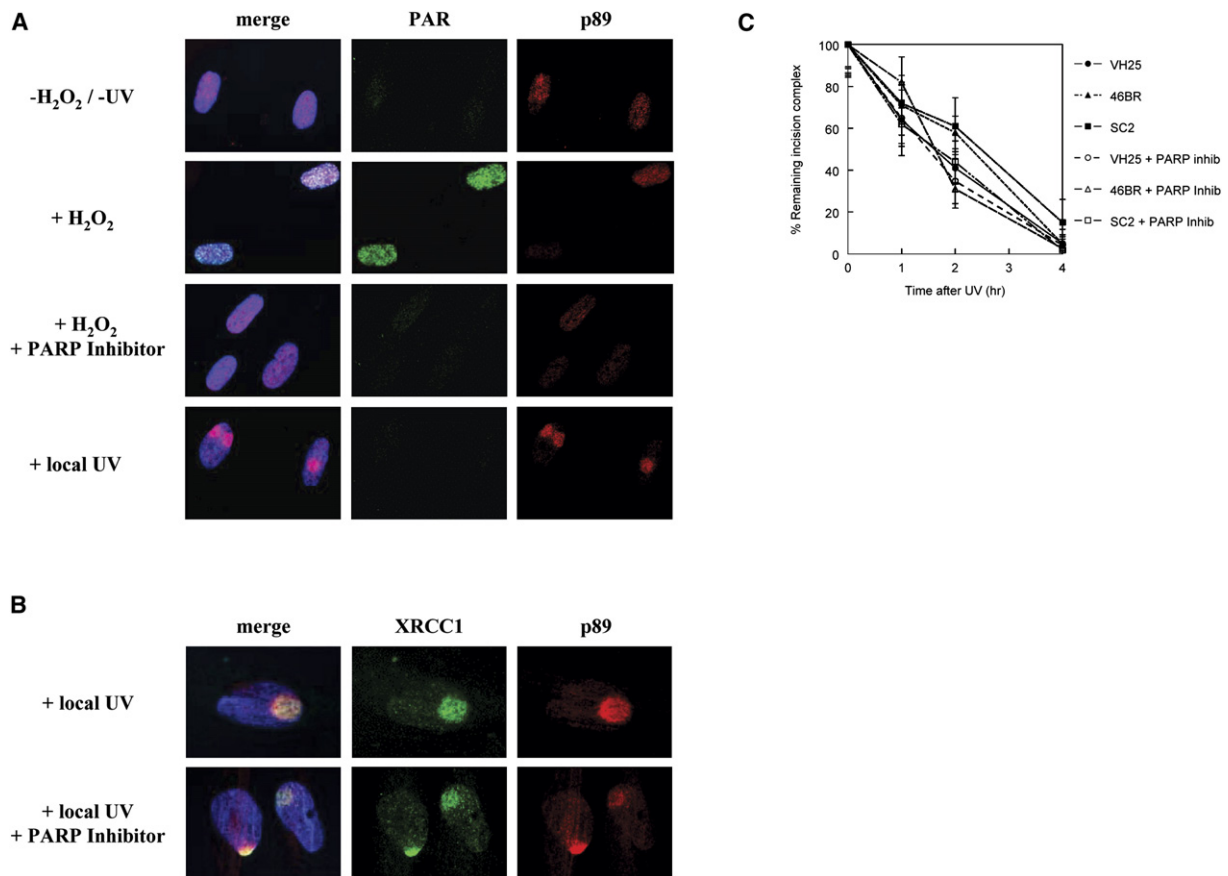 A
merge PAR p89
-H₂O₂ / -UV
+ H₂O₂
+ H₂O₂
+ PARP Inhibitor
+ local UV
B
merge XRCC1 p89
+ local UV
+ local UV
+ PARP Inhibitor
C
100
80
60
40
20
0
0 1 2 3 4
% Remaining incision complex
Time after UV (hr)
VH25
46BR
SC2
VH25 + PARP inhib
46BR + PARP Inhib
SC2 + PARP Inhib